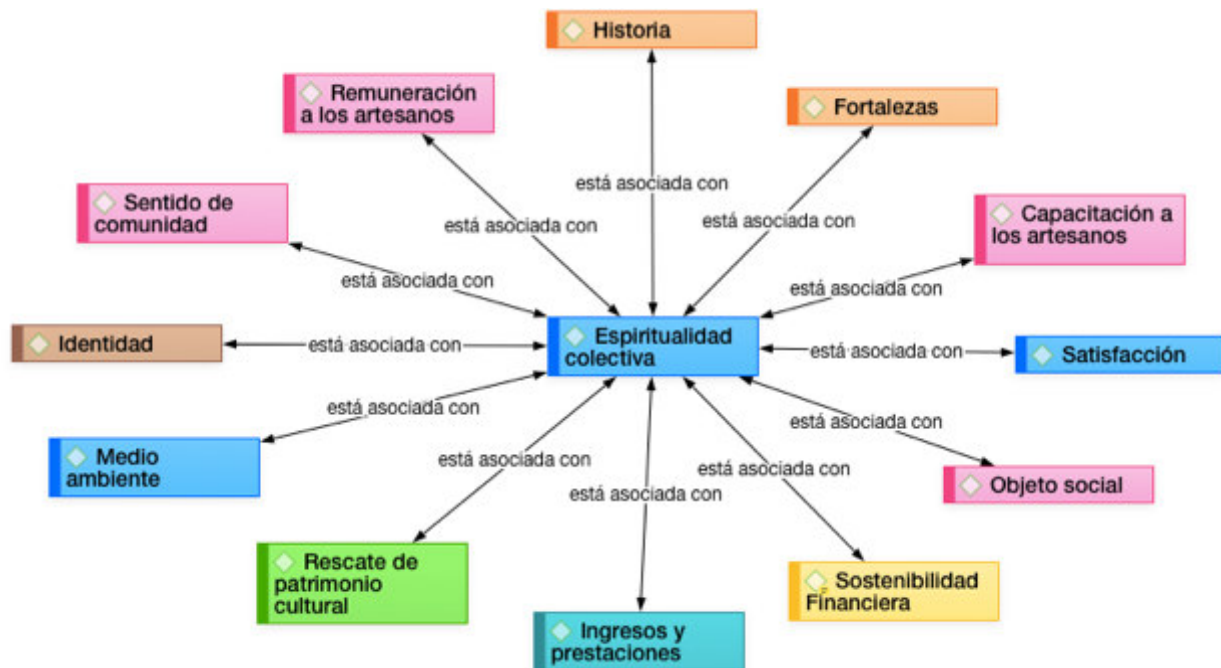 Historia
Remuneración
a los artesanos
Fortalezas
está asociada con
Sentido de
comunidad
está asociada con
está asociada con
Capacitación a
los artesanos
está asociada con
está asociada con
Identidad
está asociada con
Espiritualidad
colectiva
está asociada con
Satisfacción
está asociada con
Medio
ambiente
está asociada con
está asociada con
está asociada con
está asociada con
Objeto social
Rescate de
patrimonio
cultural
Sostenibilidad
Financiera
Ingresos y
prestaciones